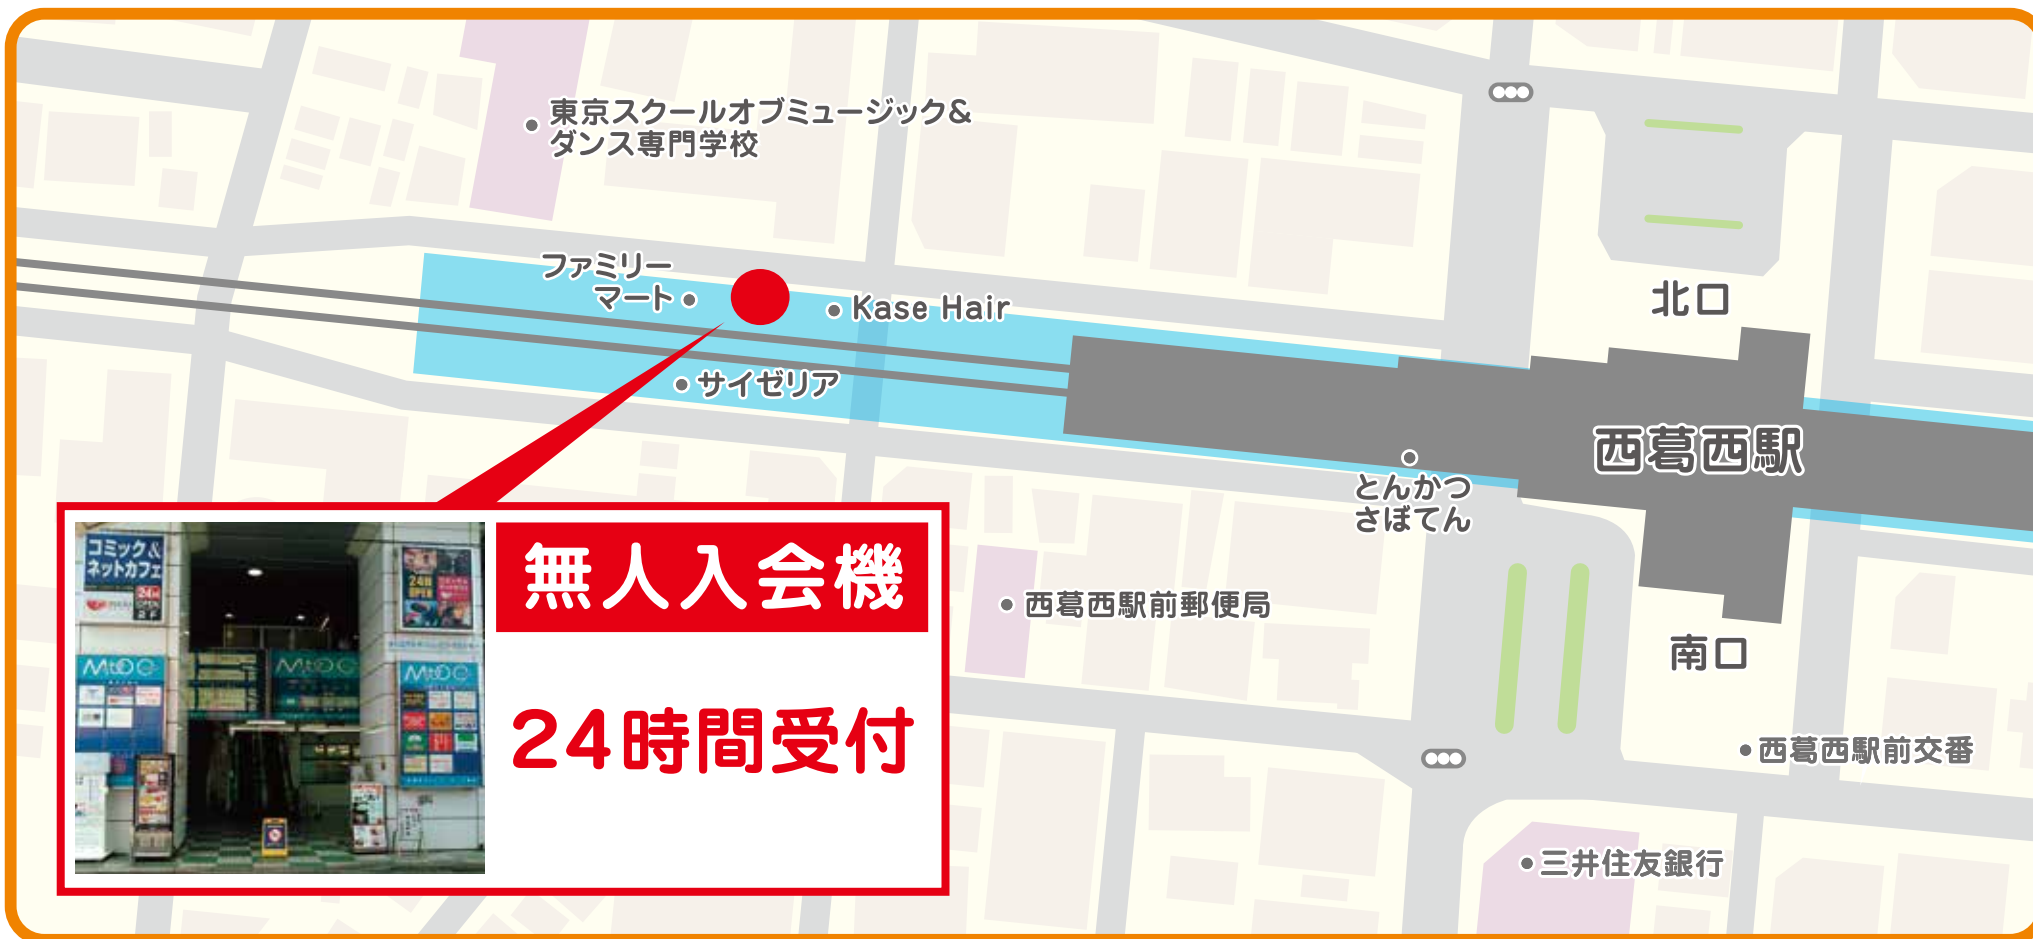 東京スクールオブミュージック&
ダンス専門学校
ファミリー
マート
Kase Hair
サイゼリア
北口
西葛西駅
とんかつ
さぼてん
西葛西駅前郵便局
南口
西葛西駅前交番
三井住友銀行
無人入会機
24時間受付
コミック&
ネットカフェ
24H
24H
OPEN